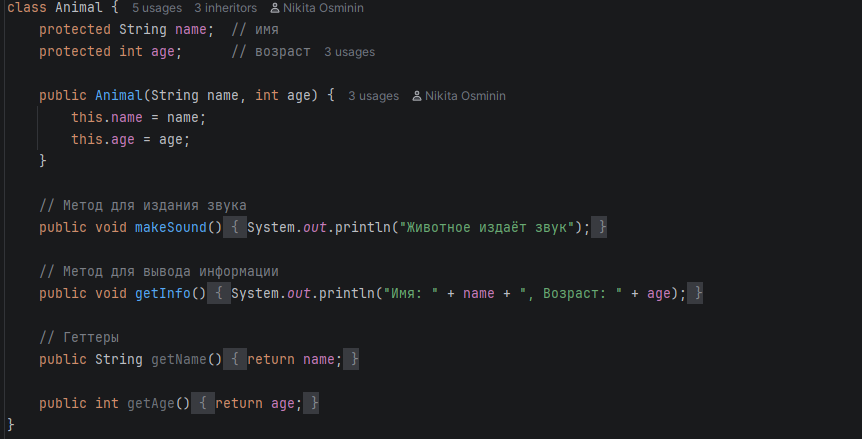 class Animal { 5 usages 3 inheritors Nikita Osminin
protected String name; // имя
protected int age; // возраст 3 usages
public Animal(String name, int age) { 3 usages Nikita Osminin
this.name = name;
this.age = age;
}
// Метод для издания звука
public void makeSound() { System.out.println("Животное издаёт звук"); }
// Метод для вывода информации
public void getInfo() { System.out.println("Имя: " + name + ", Возраст: " + age); }
// Геттеры
public String getName() { return name; }
public int getAge() { return age; }
}